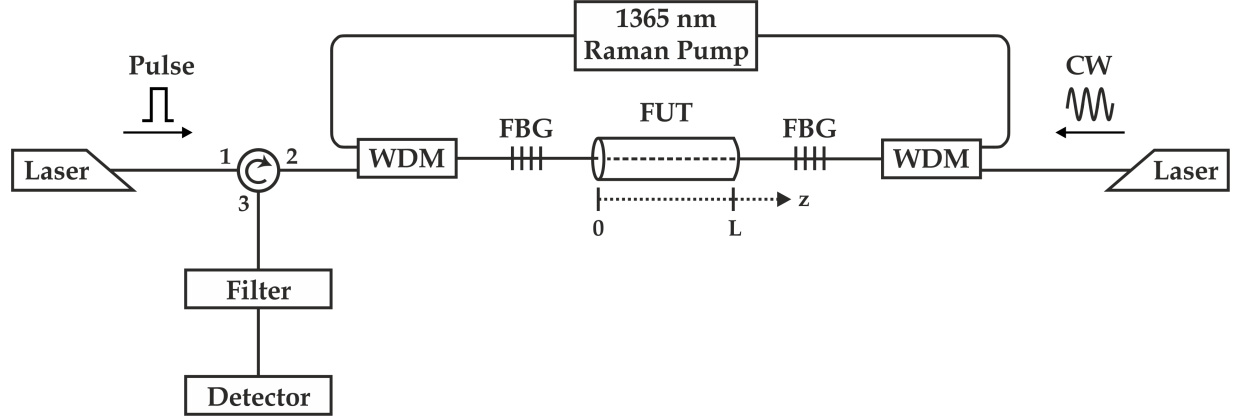 1365 nm
Raman Pump
Pulse
CW
FBG
FUT
FBG
Laser
1
2
3
WDM
WDM
Laser
0
L
z
Filter
Detector